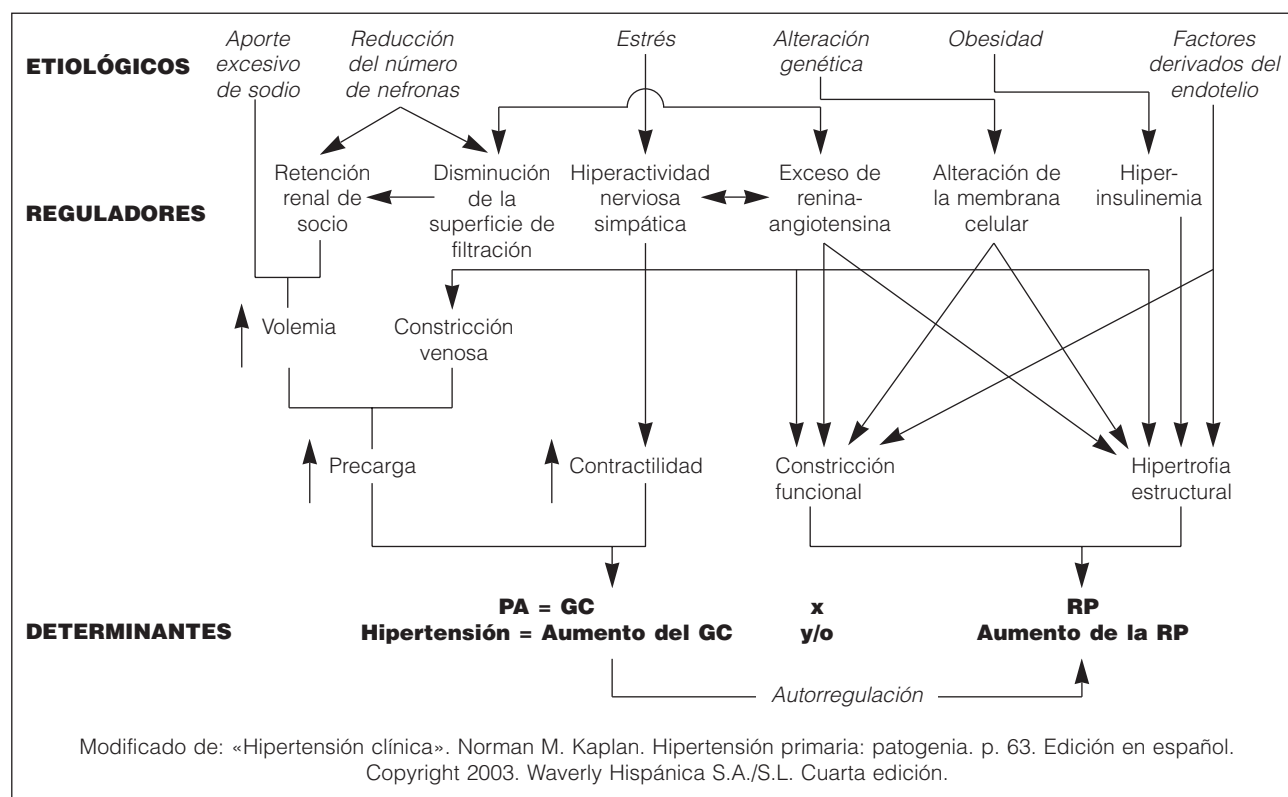 ETIOLÓGICOS
Aporte
excesivo
de sodio
Reducción
del número
de nefronas
Estrés
Alteración
genética
Obesidad
Factores
derivados del
endotelio
REGULADORES
Retención
renal de
socio
Disminución
de la
superficie de
filtración
Hiperactividad
nerviosa
simpática
Exceso de
renina-
angiotensina
Alteración de
la membrana
celular
Hiper-
insulinemia
Volemia
Constricción
venosa
Precarga
Contractilidad
Constricción
funcional
Hipertrofia
estructural
DETERMINANTES
PA = GC x RP
Hipertensión = Aumento del GC y/o Aumento de la RP
Autorregulación
Modificado de: «Hipertensión clínica». Norman M. Kaplan. Hipertensión primaria: patogenia. p. 63. Edición en español.
Copyright 2003. Waverly Hispánica S.A./S.L. Cuarta edición.